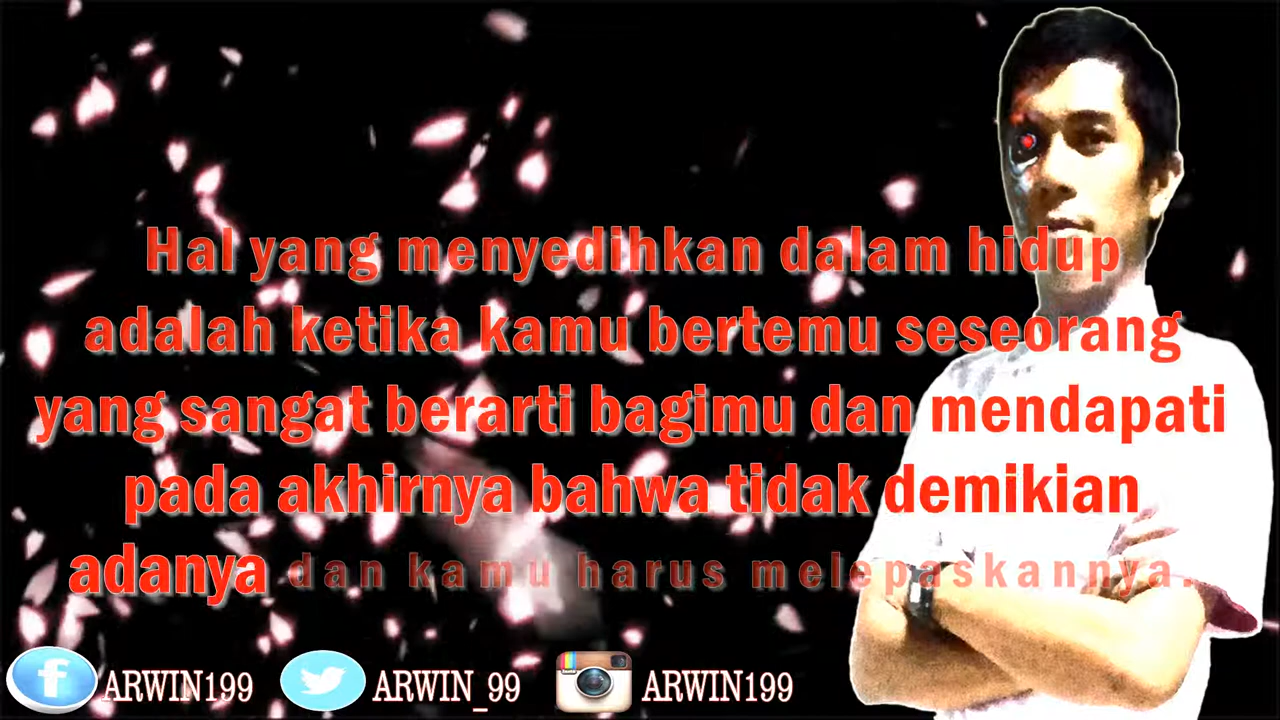 Hal yang menyedihkan dalam hidup
adalah ketika kamu bertemu seseorang
yang sangat berarti bagimu dan mendapati
pada akhirnya bahwa tidak demikian
adanya dan kamu harus melepaskannya.
f ARWIN199 ARWIN_99 ARWIN199